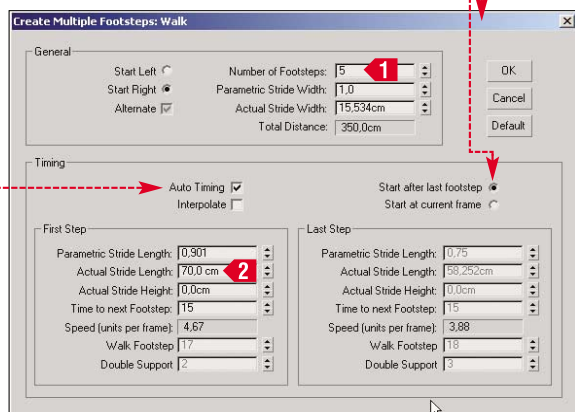 Create Multiple Footsteps: Walk
General
Start Left
Start Right
Alternate
Number of Footsteps: 5
1
Parametric Stride Width: 1,0
Actual Stride Width: 15,534cm
Total Distance: 350,0cm
OK
Cancel
Default
Timing
Auto Timing
Interpolate
Start after last footstep
Start at current frame
First Step
Parametric Stride Length: 0,901
Actual Stride Length: 70,0 cm
2
Actual Stride Height: 0,0cm
Time to next Footstep: 15
Speed (units per frame): 4,67
Walk Footstep 17
Double Support 2
Last Step
Parametric Stride Length: 0,75
Actual Stride Length: 58,252cm
Actual Stride Height: 0,0cm
Time to next Footstep: 15
Speed (units per frame): 3,88
Walk Footstep 18
Double Support 3